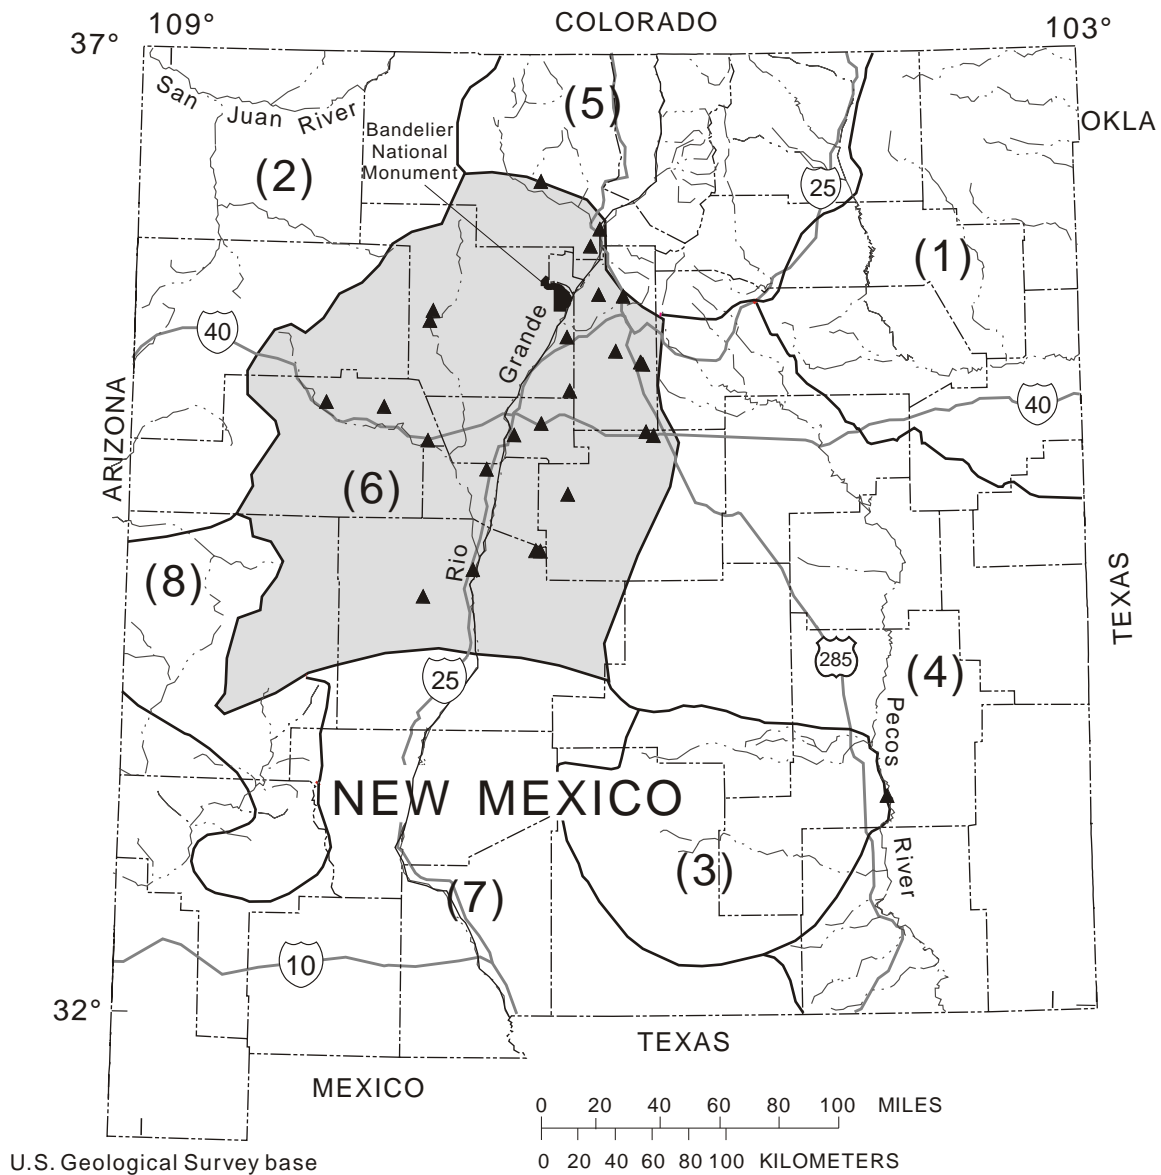 109°
COLORADO
103°
37°
San Juan River
(5)
OKLA
Bandelier
National
Monument
(2)
25
(1)
40
Grande
ARIZONA
40
(6)
Rio
(8)
TEXAS
285
25
(4)
Pecos
NEW MEXICO
(3)
River
(7)
10
32°
TEXAS
MEXICO
0 20 40 60 80 100 MILES
0 20 40 60 80 100 KILOMETERS
U.S. Geological Survey base